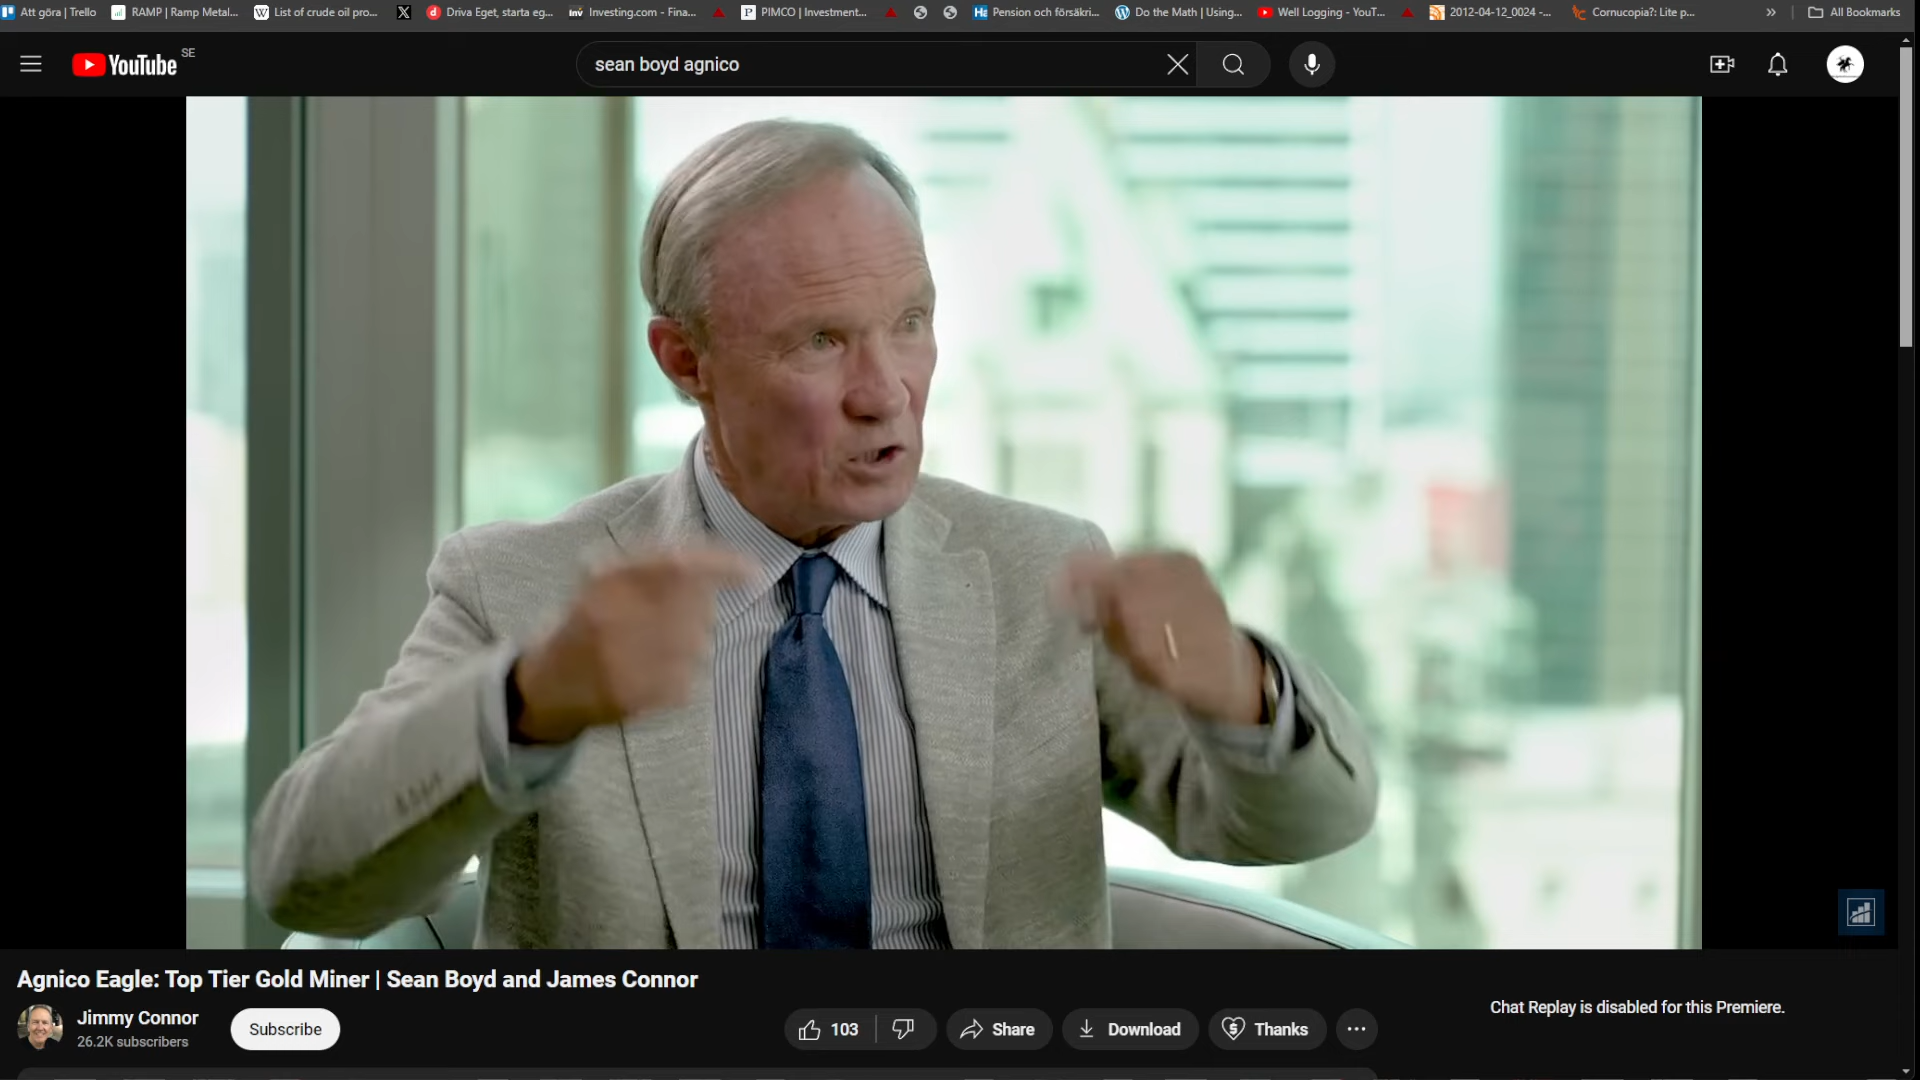 Att göra | Trello
RAMP | Ramp Metal...
List of crude oil pro...
Driva Eget, starta eg...
inv Investing.com - Fina...
P PIMCO | Investment...
Pension och försäkri...
Do the Math | Using...
Well Logging - YouT...
2012-04-12_0024 -...
Cornucopia?: Lite p...
» All Bookmarks
YouTube SE
sean boyd agnico
Agnico Eagle: Top Tier Gold Miner | Sean Boyd and James Connor
Jimmy Connor
26.2K subscribers
Subscribe
103
Share
Download
Thanks
Chat Replay is disabled for this Premiere.